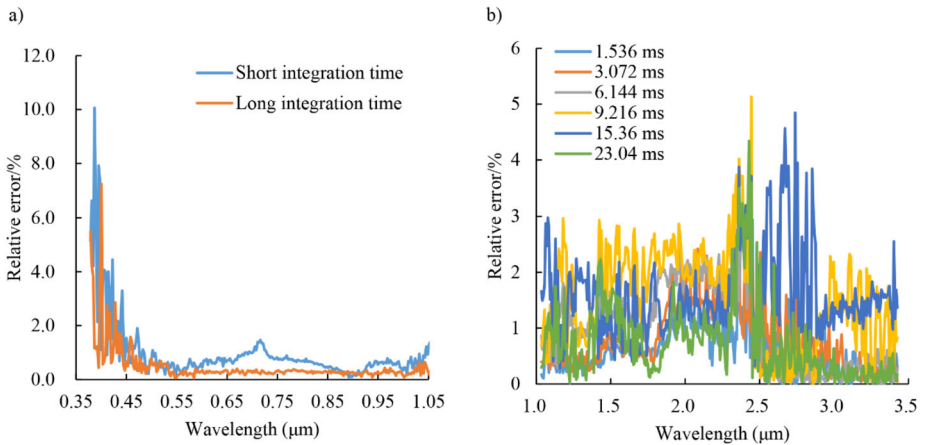 a)
12.0
10.0
8.0
6.0
4.0
2.0
0.0
Relative error/%
Short integration time
Long integration time
0.35 0.45 0.55 0.65 0.75 0.85 0.95 1.05
Wavelength (μm)
b)
6
5
4
3
2
1
0
Relative error/%
1.536 ms
3.072 ms
6.144 ms
9.216 ms
15.36 ms
23.04 ms
1.0 1.5 2.0 2.5 3.0 3.5
Wavelength (μm)